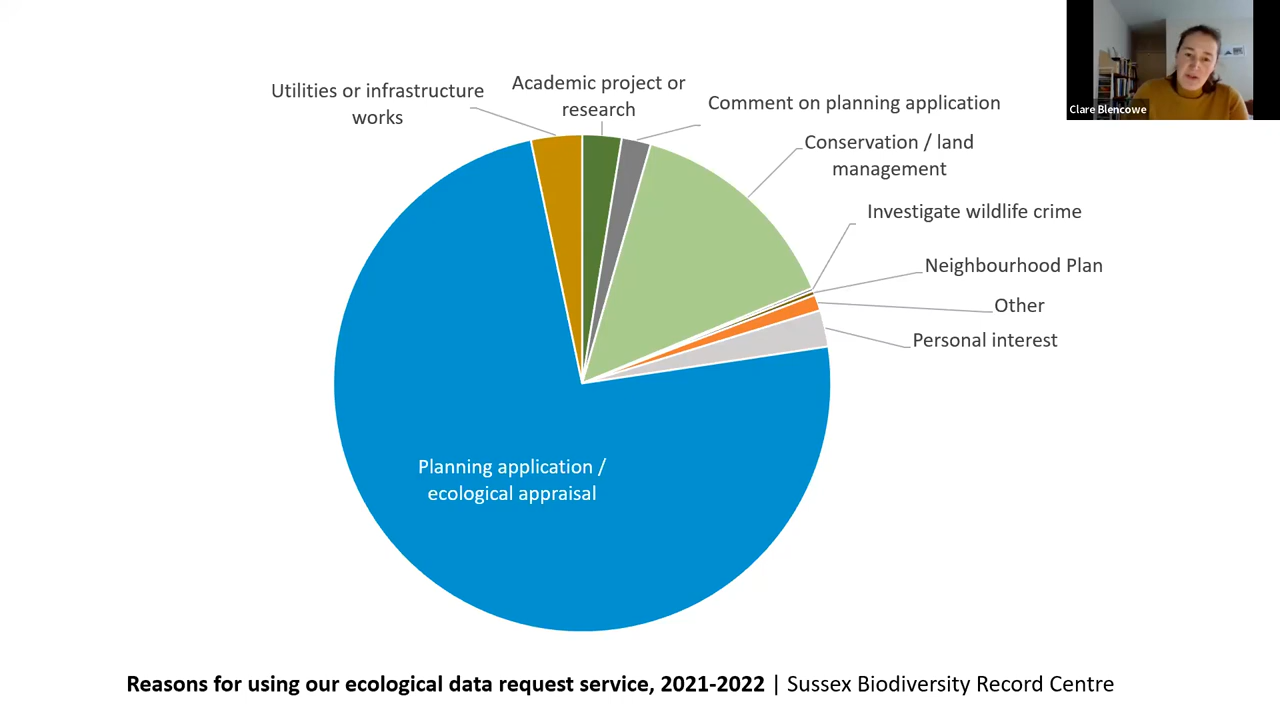 Utilities or infrastructure
works
Academic project or
research
Comment on planning application
Conservation / land
management
Investigate wildlife crime
Neighbourhood Plan
Other
Personal interest
Planning application /
ecological appraisal
Clare Blencowe
Reasons for using our ecological data request service, 2021-2022 | Sussex Biodiversity Record Centre